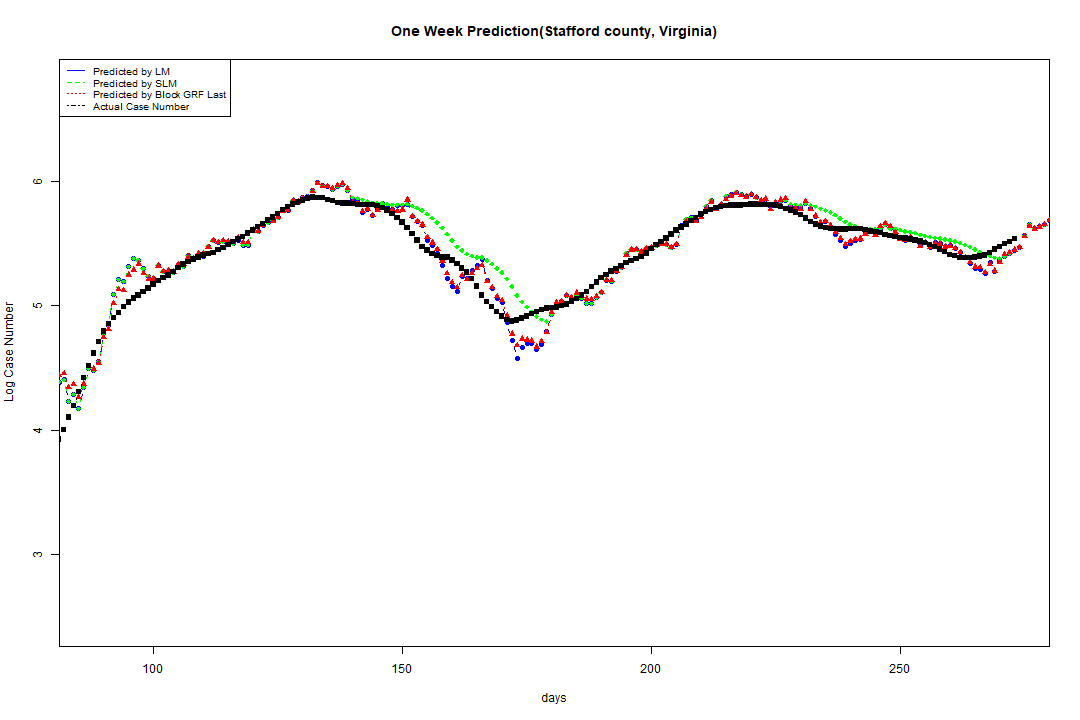 One Week Prediction(Stafford county, Virginia)
Predicted by LM
Predicted by SLM
Predicted by Block GRF Last
Actual Case Number
6
5
4
3
Log Case Number
100
150
200
250
days